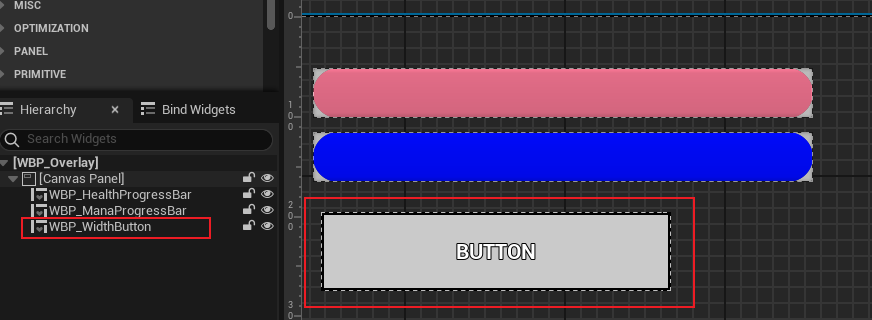 MISC
OPTIMIZATION
PANEL
PRIMITIVE
Hierarchy
Bind Widgets
Search Widgets
[WBP_Overlay]
[Canvas Panel]
WBP_HealthProgressBar
WBP_ManaProgressBar
WBP_WidthButton
0
1
0
0
2
0
0
3
0
BUTTON